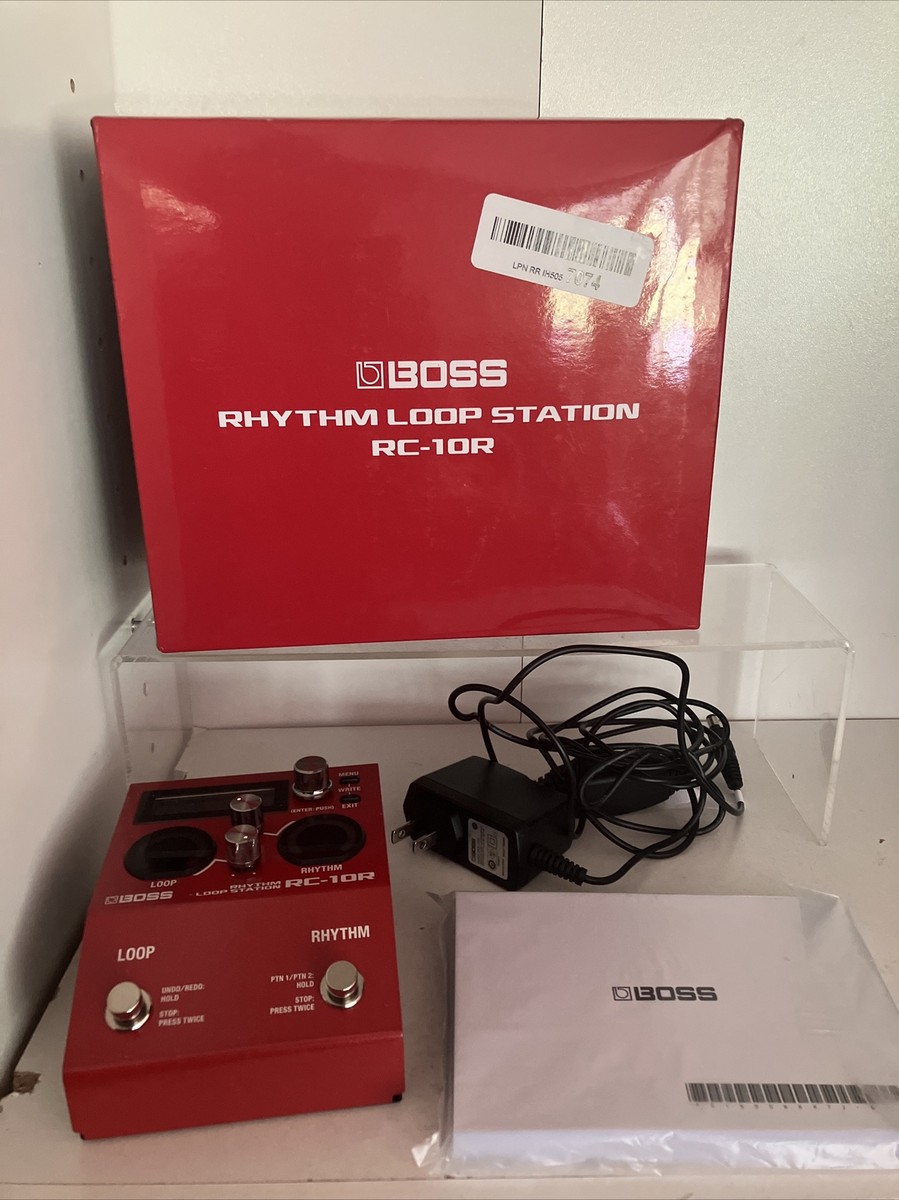 LPN RR IH505 5074
BOSS
RHYTHM LOOP STATION
RC-10R
MENU
WRITE
EXIT
(ENTER: PUSH)
LOOP
RHYTHM
BOSS
RHYTHM
LOOP STATION
RC-10R
LOOP
RHYTHM
UNDO/REDO:
HOLD
STOP:
PRESS TWICE
PTN 1/PTN 2:
HOLD
STOP:
PRESS TWICE
BOSS